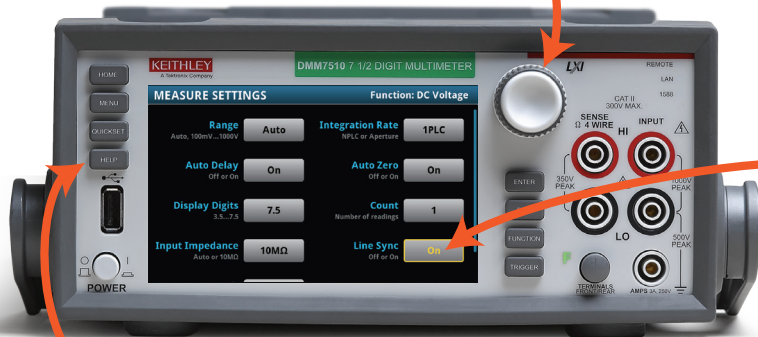 KEITHLEY
A Tektronix Company
DMM7510 7 1/2 DIGIT MULTIMETER
LXI
REMOTE
LAN
1588
HOME
MENU
QUICKSET
HELP
POWER
MEASURE SETTINGS
Function: DC Voltage
Range
Auto, 100mV...1000V
Auto
Integration Rate
NPLC or Aperture
1PLC
Auto Delay
Off or On
On
Auto Zero
Off or On
On
Display Digits
3.5...7.5
7.5
Count
Number of readings
1
Input Impedance
Auto or 10MΩ
10MΩ
Line Sync
Off or On
On
ENTER
FUNCTION
TRIGGER
CAT II
300V MAX.
SENSE
Ω 4 WIRE
HI
INPUT
350V
PEAK
1000V
PEAK
LO
500V
PEAK
TERMINALS
FRONT/REAR
F
AMPS 3A, 250V